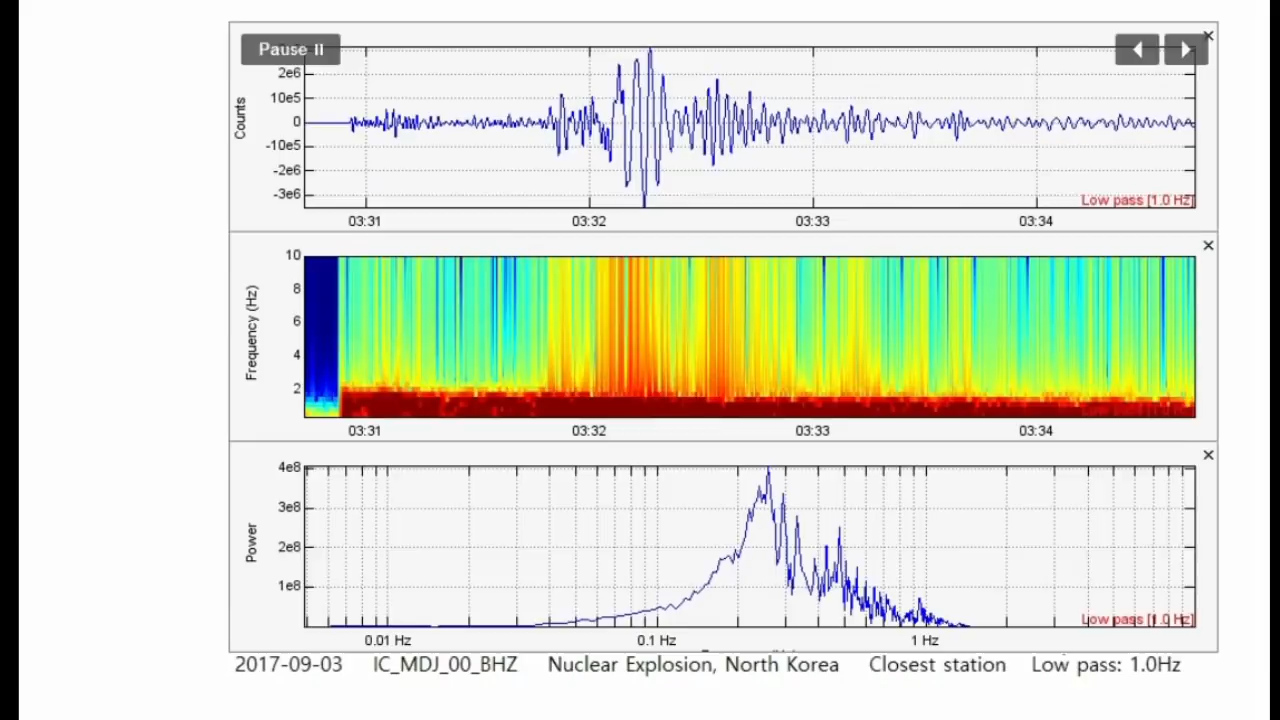 Pause II
×
Counts
2e6
10e5
0
-10e5
-2e6
-3e6
Low pass [1.0 Hz]
03:31 03:32 03:33 03:34
×
Frequency (Hz)
10
8
6
4
2
03:31 03:32 03:33 03:34
×
Power
4e8
3e8
2e8
1e8
Low pass [1.0 Hz]
0.01 Hz 0.1 Hz 1 Hz
2017-09-03 IC_MDJ_00_BHZ Nuclear Explosion, North Korea Closest station Low pass: 1.0Hz